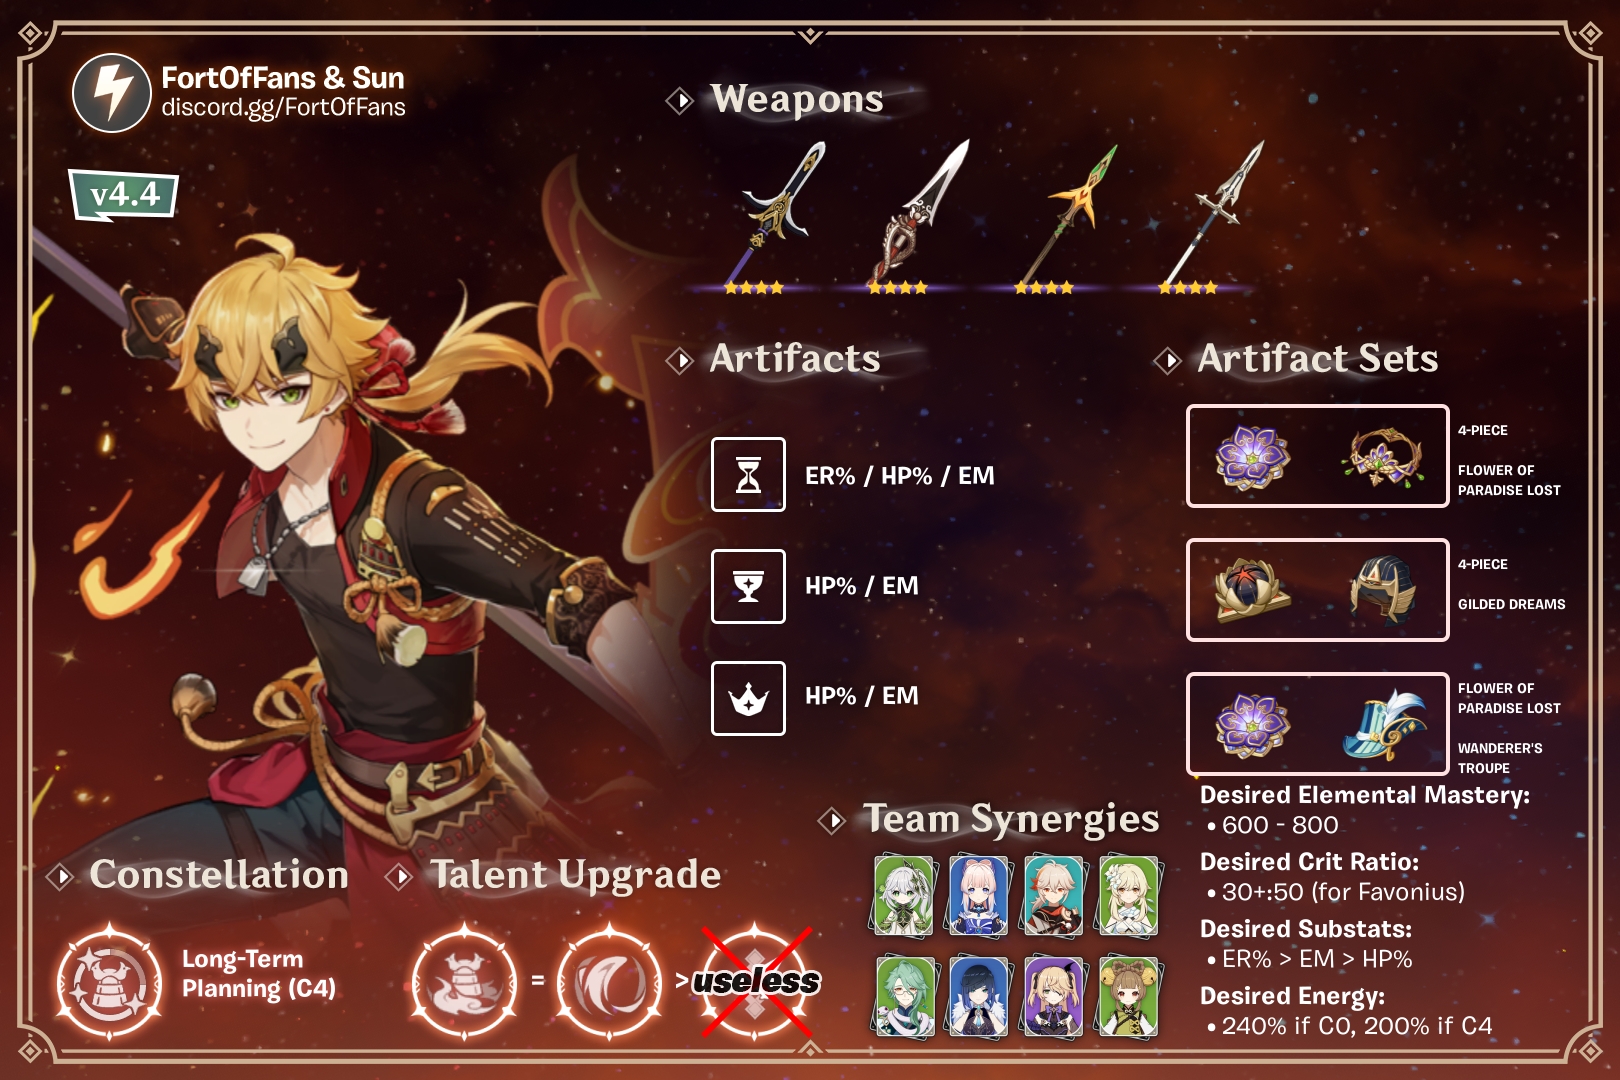 FortOfFans & Sun
discord.gg/FortOfFans
v4.4
Weapons
Artifacts
ER% / HP% / EM
HP% / EM
HP% / EM
Artifact Sets
4-PIECE
FLOWER OF
PARADISE LOST
4-PIECE
GILDED DREAMS
FLOWER OF
PARADISE LOST
WANDERER'S
TROUPE
Constellation
Long-Term
Planning (C4)
Talent Upgrade
= > useless
Team Synergies
Desired Elemental Mastery:
• 600 - 800
Desired Crit Ratio:
• 30+:50 (for Favonius)
Desired Substats:
• ER% > EM > HP%
Desired Energy:
• 240% if C0, 200% if C4